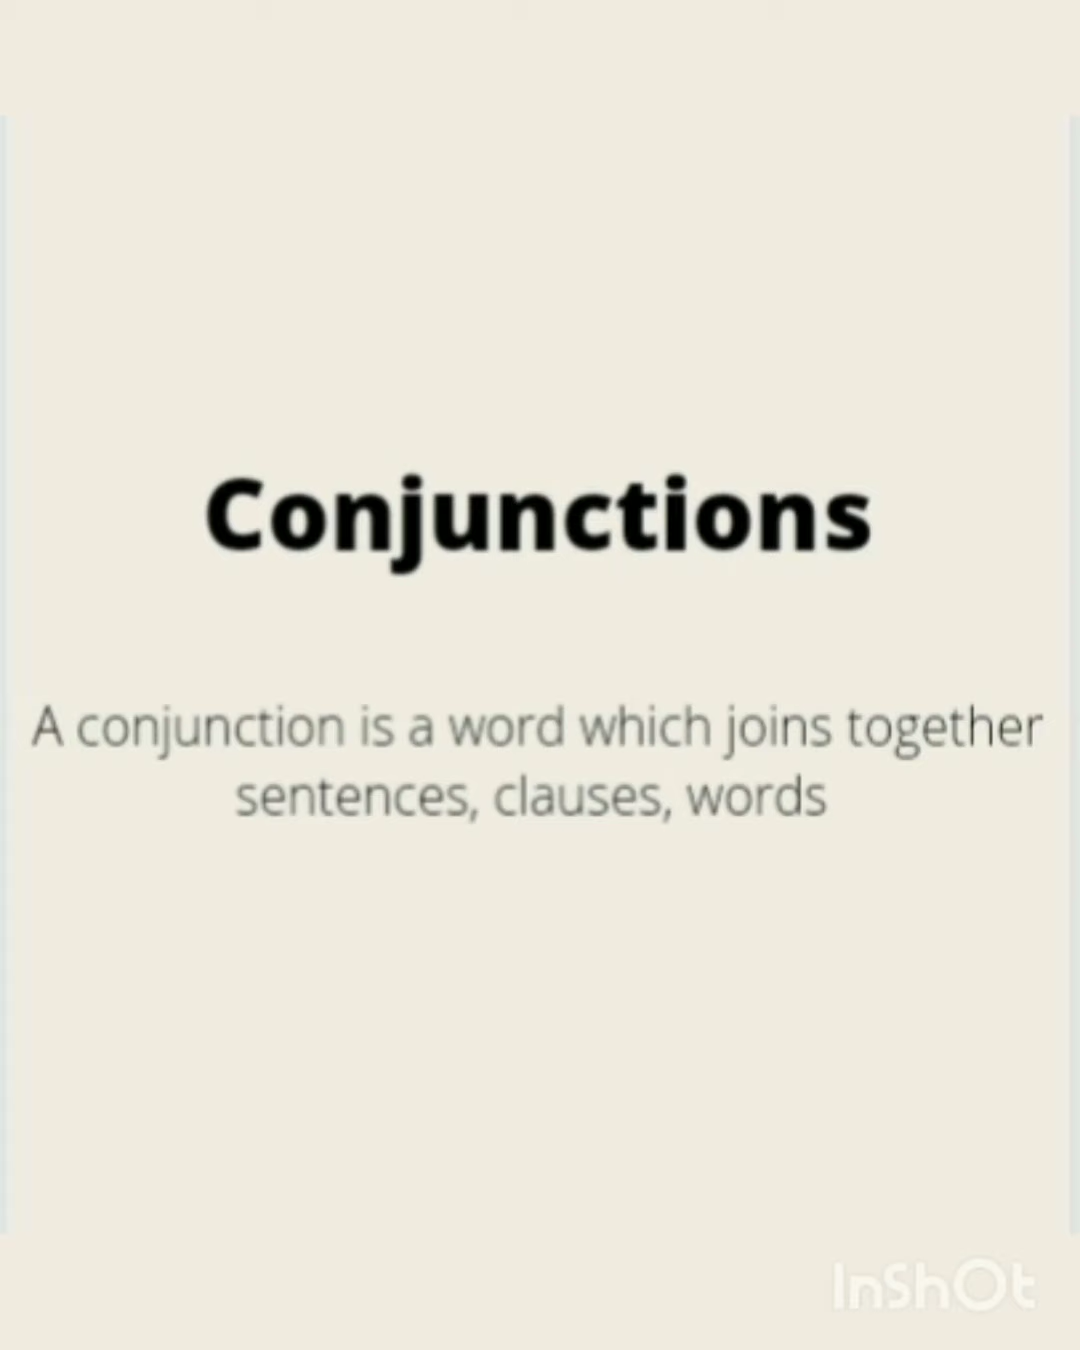 Conjunctions
A conjunction is a word which joins together
sentences, clauses, words
InShOt